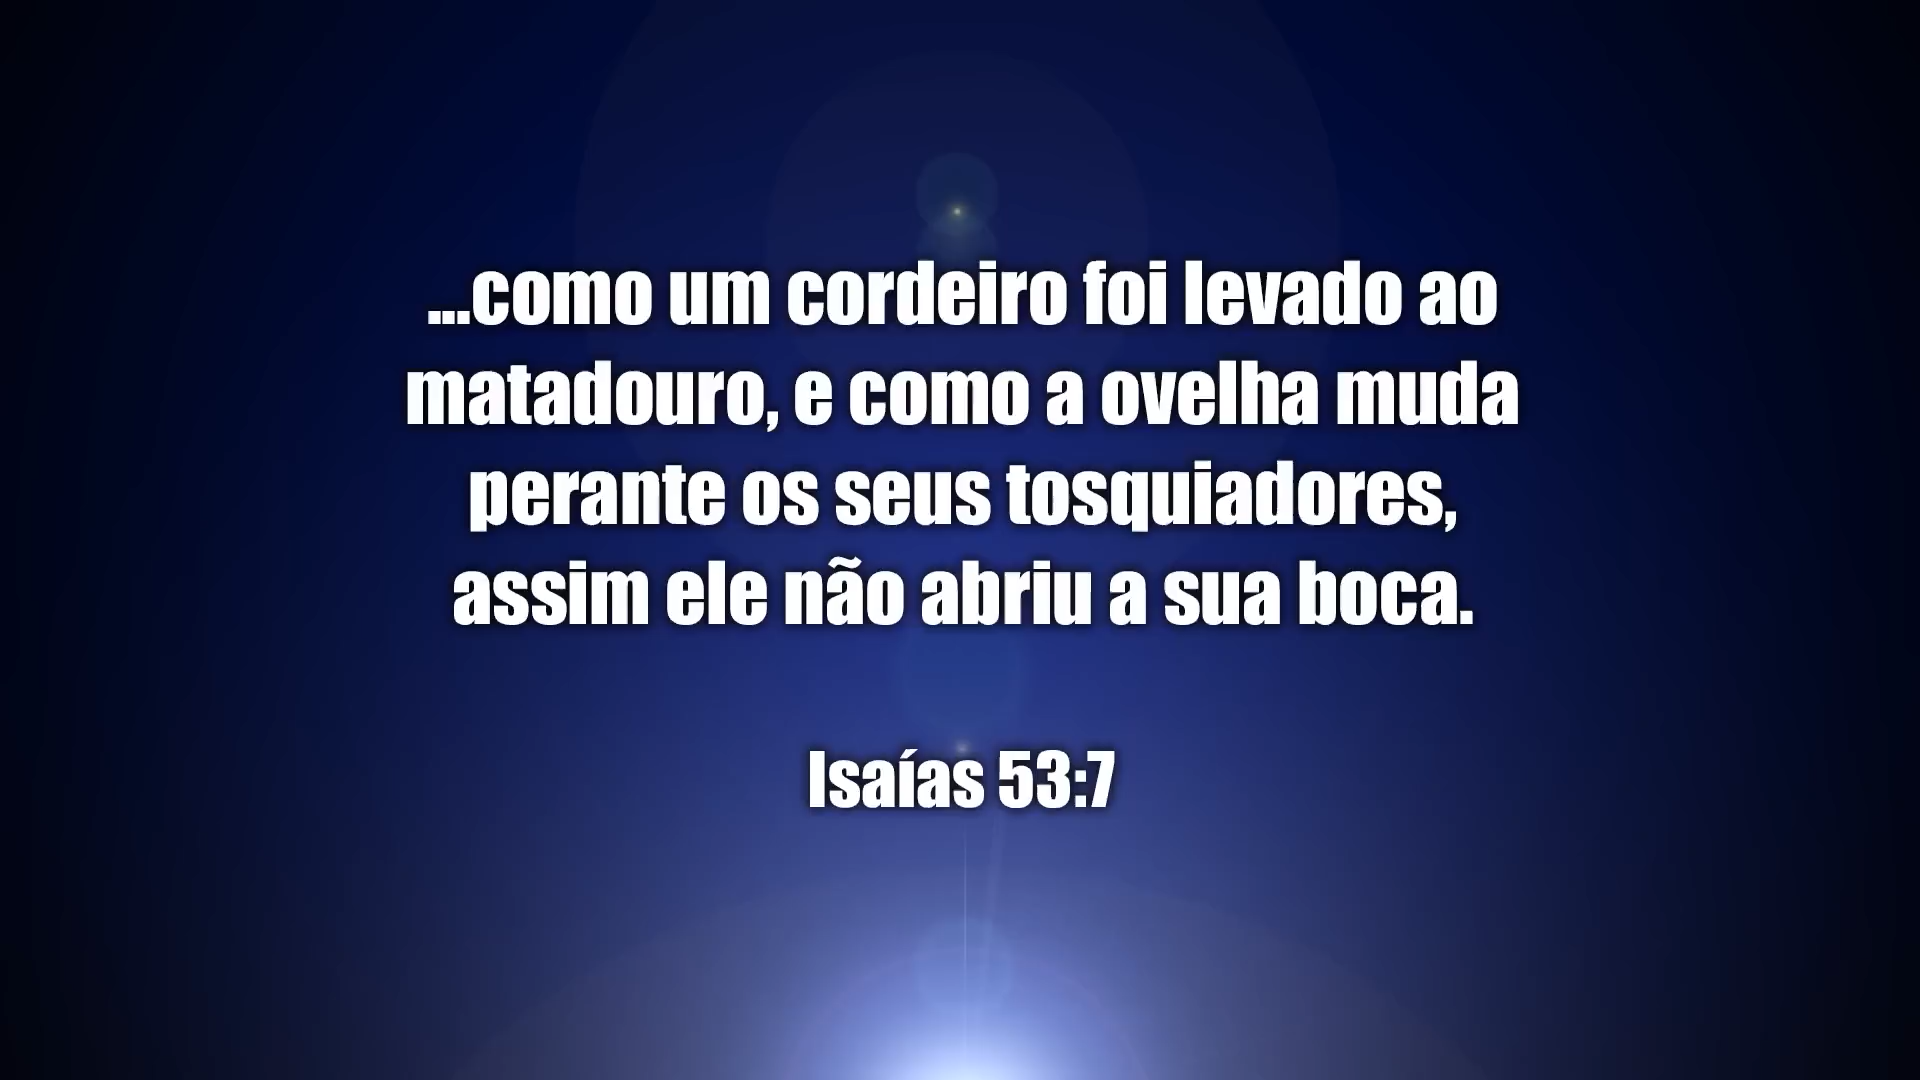 ...como um cordeiro foi levado ao
matadouro, e como a ovelha muda
perante os seus tosquiadores,
assim ele não abriu a sua boca.
Isaías 53:7